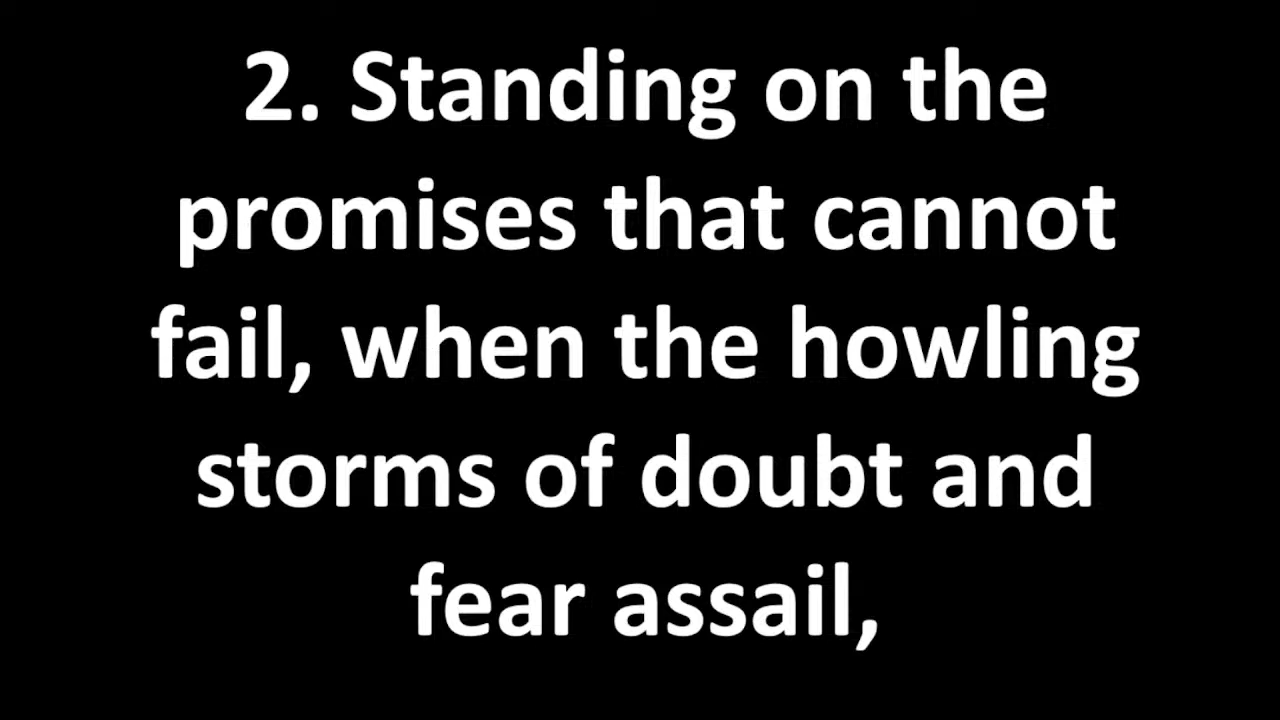 2. Standing on the
promises that cannot
fail, when the howling
storms of doubt and
fear assail,